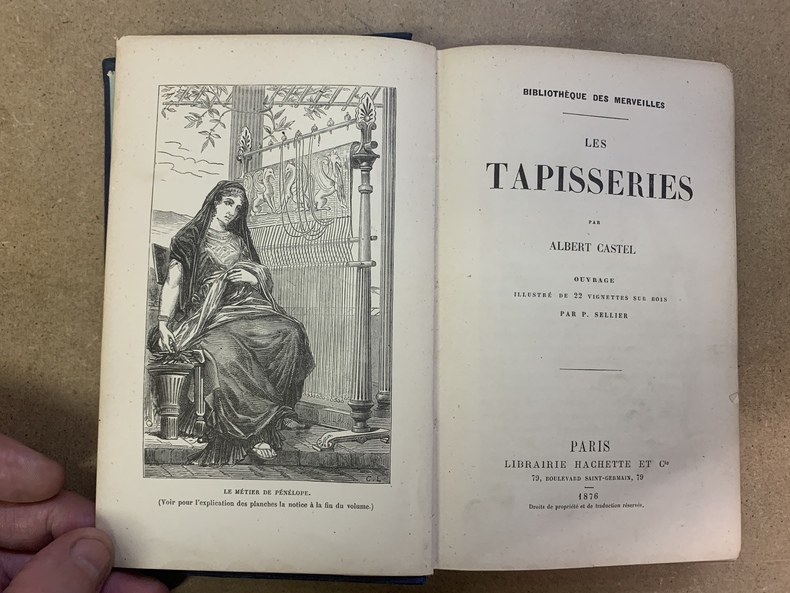 LE MÉTIER DE PÉNÉLOPE.
(Voir pour l'explication des planches la notice à la fin du volume.)
BIBLIOTHÈQUE DES MERVEILLES
LES
TAPISSERIES
PAR
ALBERT CASTEL
OUVRAGE
ILLUSTRÉ DE 22 VIGNETTES SUR BOIS
PAR P. SELLIER
PARIS
LIBRAIRIE HACHETTE ET Cie
79, BOULEVARD SAINT-GERMAIN, 79
1876
Droits de propriété et de traduction réservés.